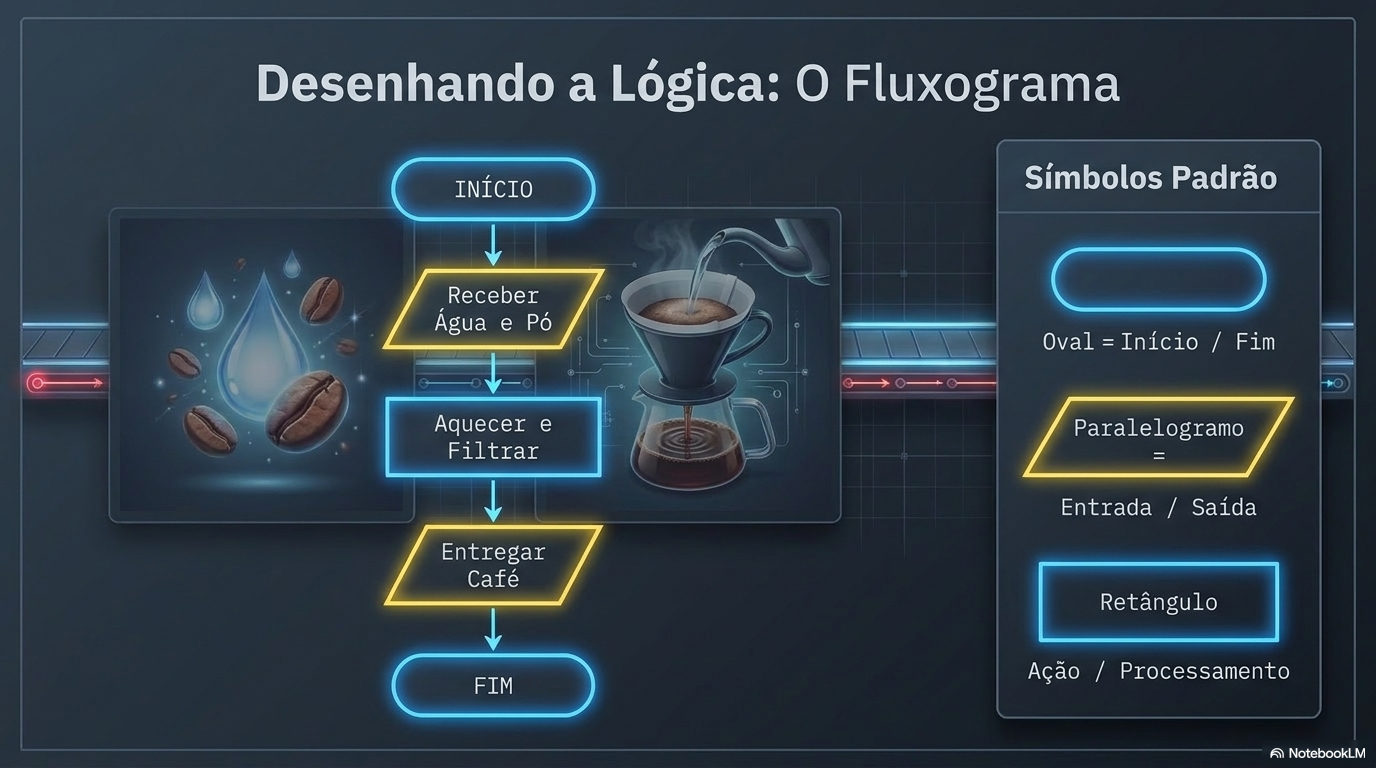 Desenhando a Lógica: O Fluxograma
INÍCIO
Receber
Água e Pó
Aquecer e
Filtrar
Entregar
Café
FIM
Símbolos Padrão
Oval = Início / Fim
Paralelogramo
=
Entrada / Saída
Retângulo
Ação / Processamento
NotebookLM